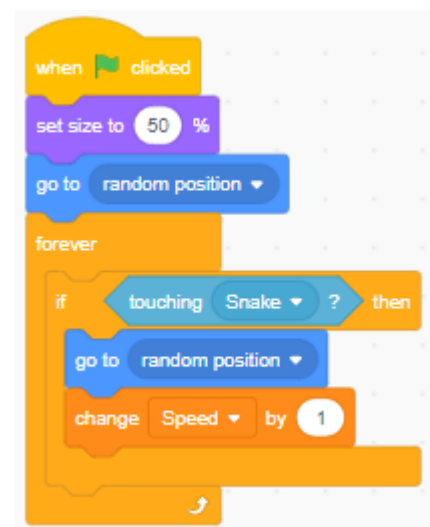 when clicked
set size to 50 %
go to random position
forever
if touching Snake ? then
go to random position
change Speed by 1